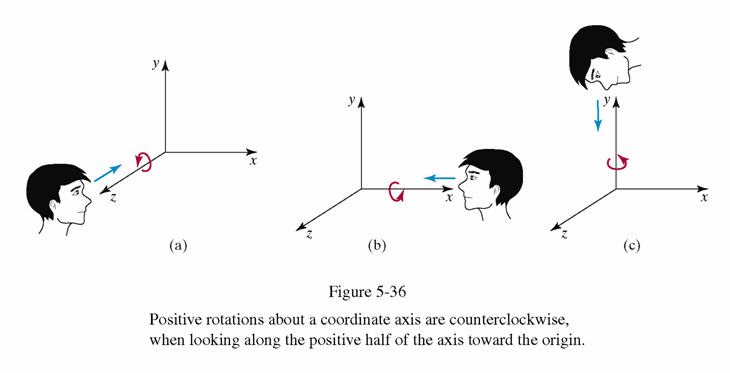 y
x
z
(a)
y
x
z
(b)
y
x
z
(c)
Figure 5-36
Positive rotations about a coordinate axis are counterclockwise,
when looking along the positive half of the axis toward the origin.